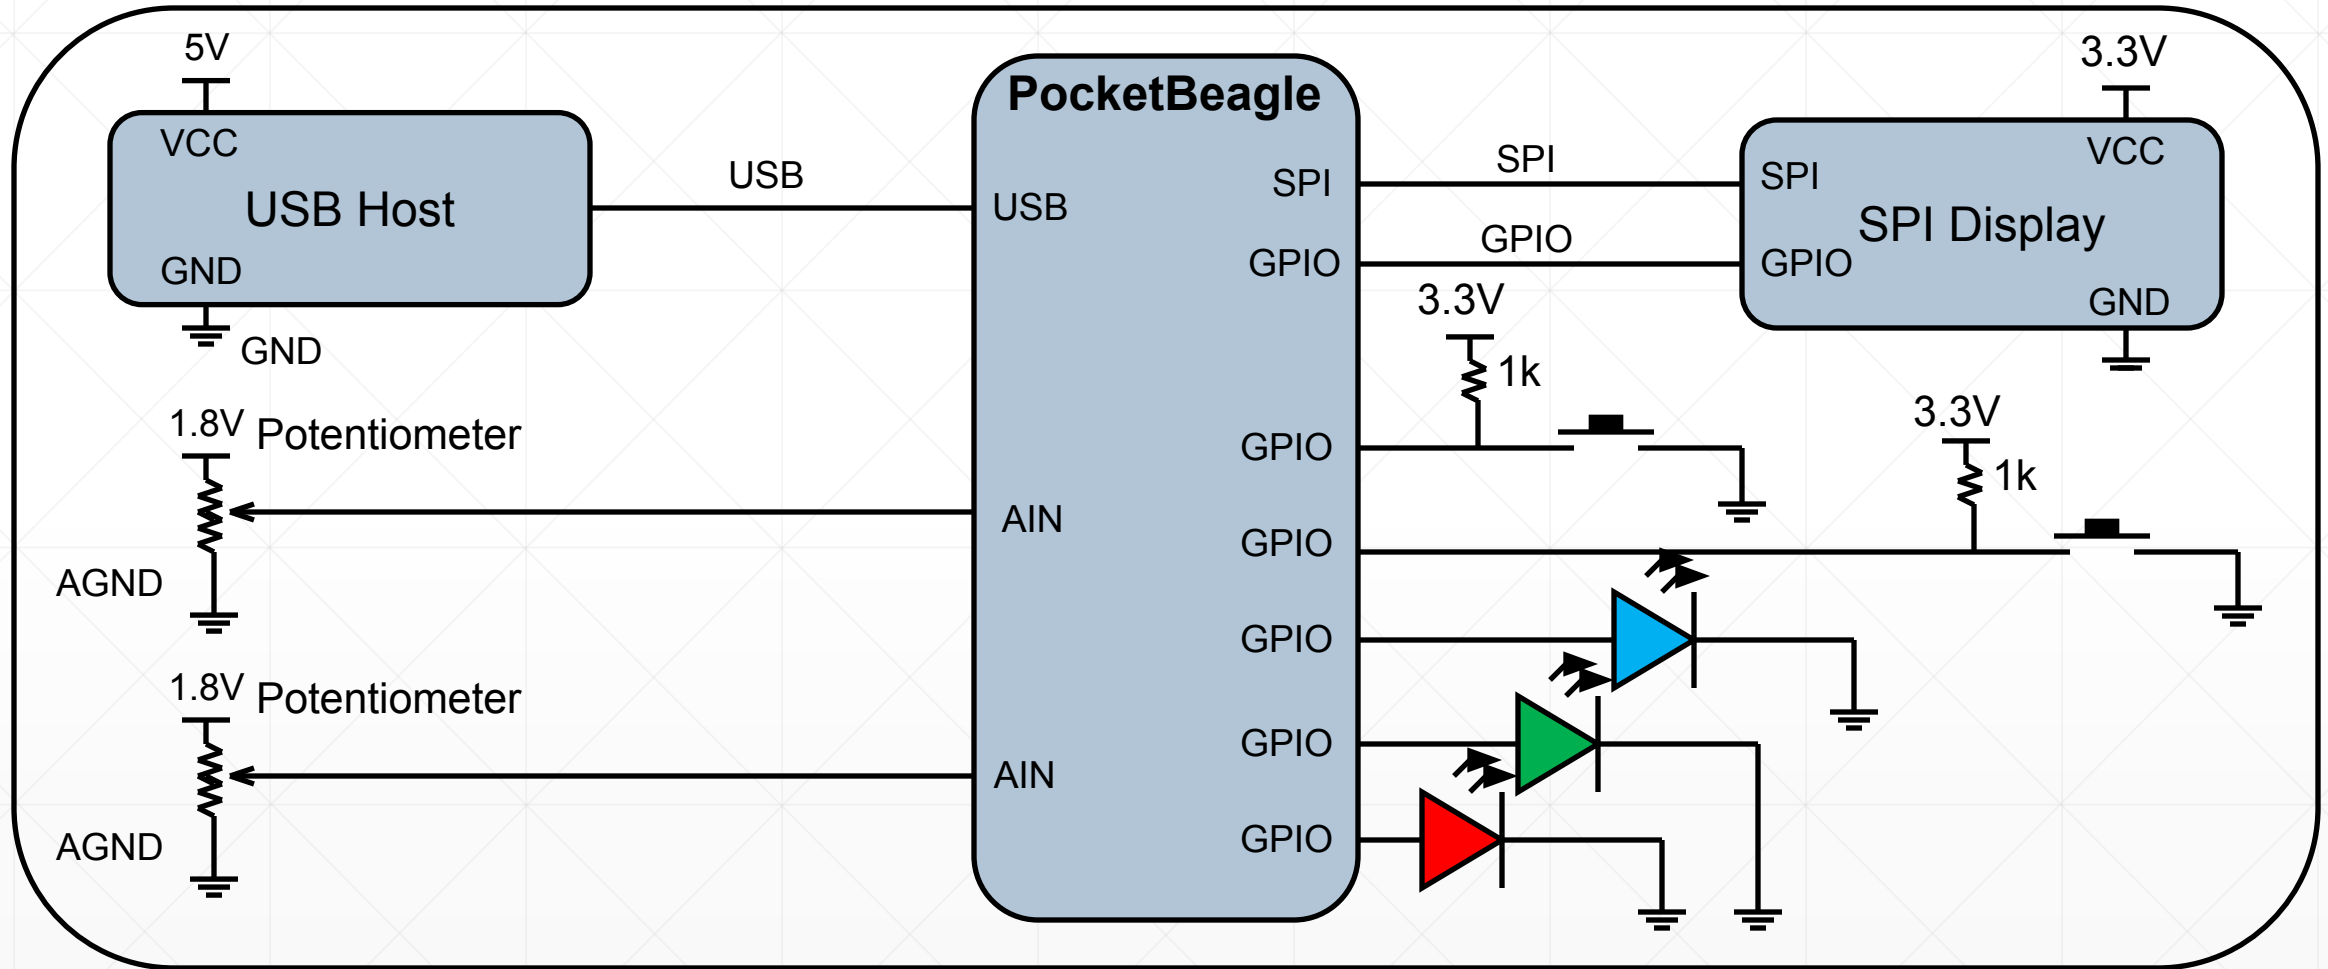 5V
VCC
USB Host
GND
GND
USB
1.8V
Potentiometer
AGND
1.8V
Potentiometer
AGND
PocketBeagle
USB
AIN
AIN
SPI
GPIO
GPIO
GPIO
GPIO
GPIO
GPIO
SPI
GPIO
3.3V
1k
3.3V
1k
3.3V
VCC
SPI
SPI Display
GPIO
GND